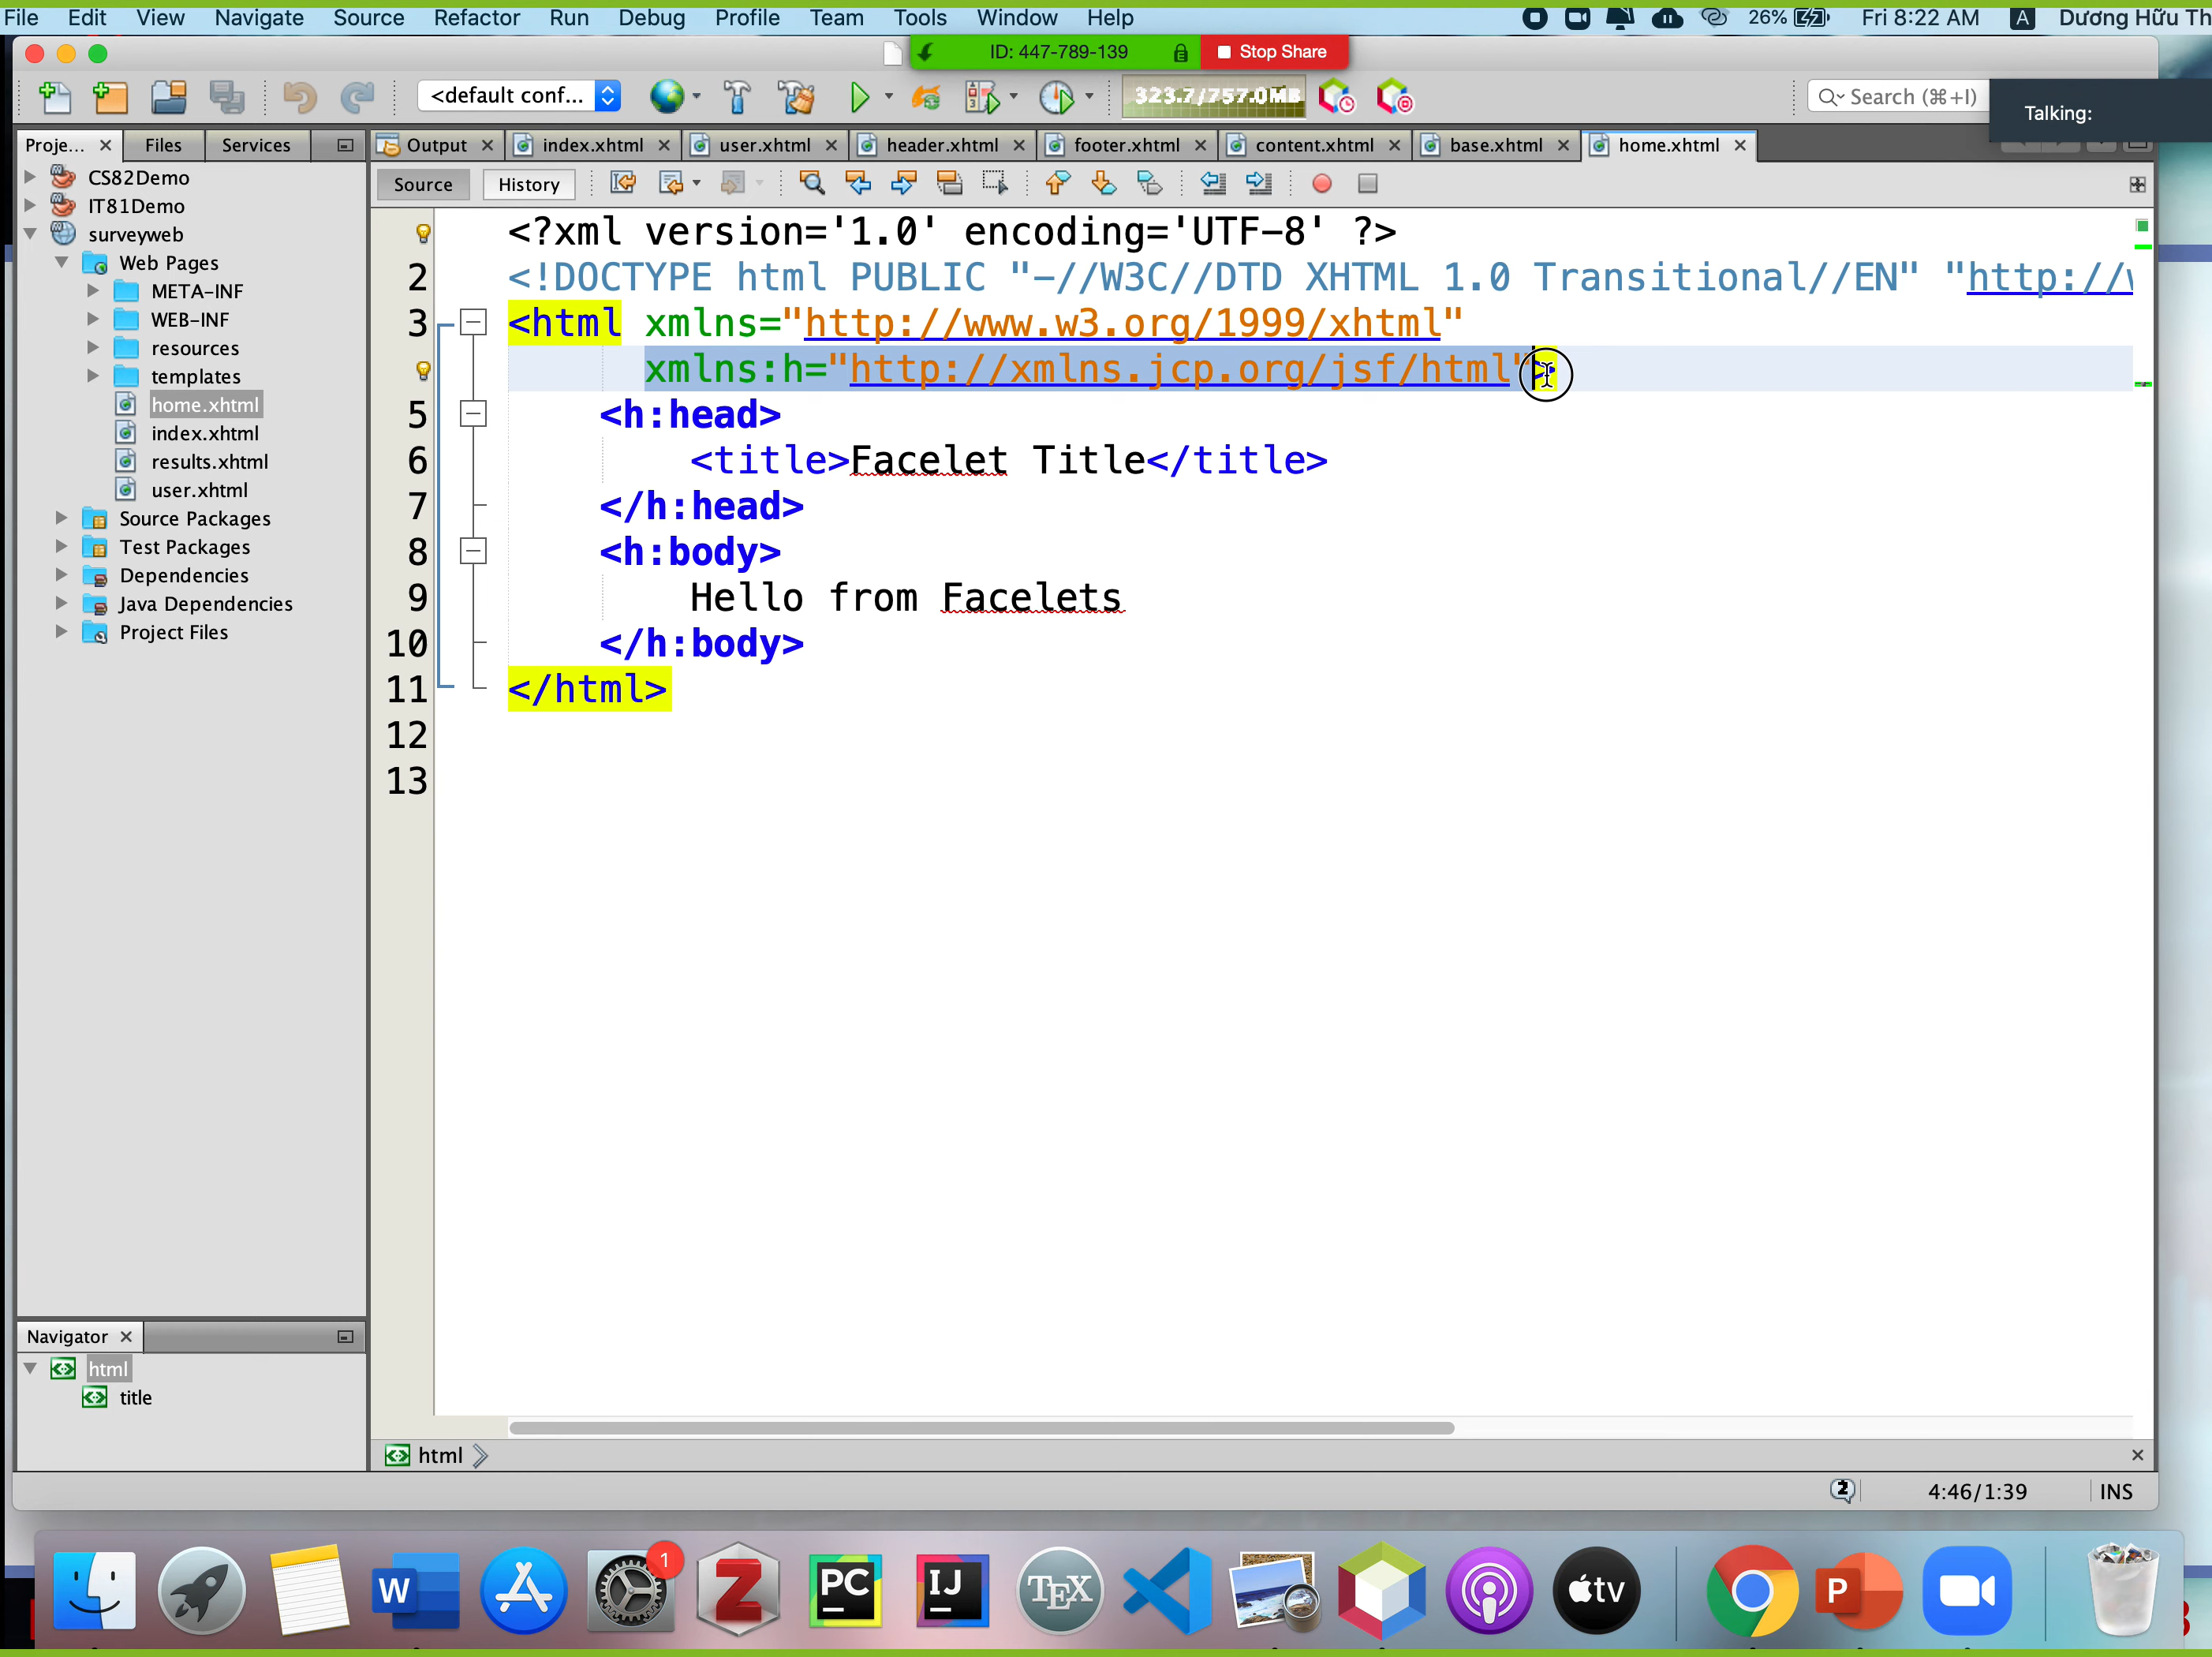 File Edit View Navigate Source Refactor Run Debug Profile Team Tools Window Help 26% Fri 8:22 AM A Dương Hữu Th
ID: 447-789-139 Stop Share
<default conf... 323.7/757.0MB Search (⌘+I) Talking:
Proje... Files Services Output index.xhtml user.xhtml header.xhtml footer.xhtml content.xhtml base.xhtml home.xhtml
Source History
CS82Demo
IT81Demo
surveyweb
Web Pages
META-INF
WEB-INF
resources
templates
home.xhtml
index.xhtml
results.xhtml
user.xhtml
Source Packages
Test Packages
Dependencies
Java Dependencies
Project Files
<?xml version='1.0' encoding='UTF-8' ?>
2 <!DOCTYPE html PUBLIC "-//W3C//DTD XHTML 1.0 Transitional//EN" "http://
3 <html xmlns="http://www.w3.org/1999/xhtml"
xmlns:h="http://xmlns.jcp.org/jsf/html">
5 <h:head>
6 <title>Facelet Title</title>
7 </h:head>
8 <h:body>
9 Hello from Facelets
10 </h:body>
11 </html>
12
13
Navigator
html
title
html
2 4:46/1:39 INS
W 1 Z PC IJ TEX tv P